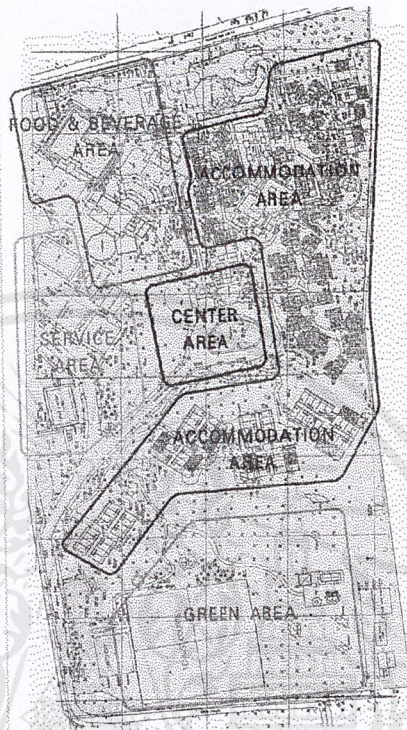 FOOD & BEVERAGE
AREA
ACCOMMODATION
AREA
CENTER
AREA
SERVICE
AREA
ACCOMMODATION
AREA
GREEN AREA